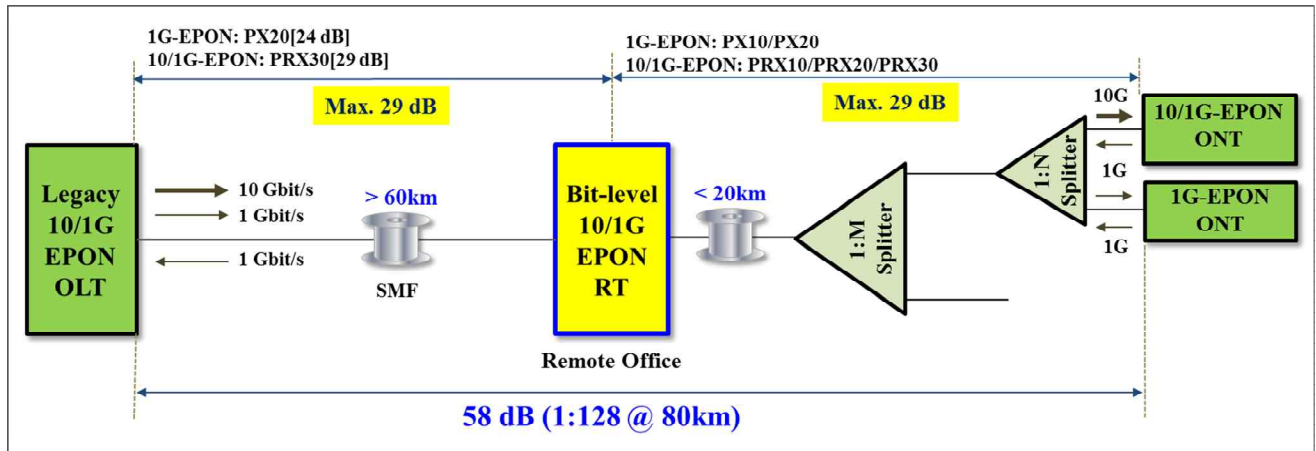 1G-EPON: PX20[24 dB]
10/1G-EPON: PRX30[29 dB]
Max. 29 dB
1G-EPON: PX10/PX20
10/1G-EPON: PRX10/PRX20/PRX30
Max. 29 dB
Legacy
10/1G
EPON
OLT
10 Gbit/s
1 Gbit/s
1 Gbit/s
> 60km
SMF
Bit-level
10/1G
EPON
RT
Remote Office
< 20km
1:M
Splitter
1:N
Splitter
10G
1G
1G
10/1G-EPON
ONT
1G-EPON
ONT
58 dB (1:128 @ 80km)